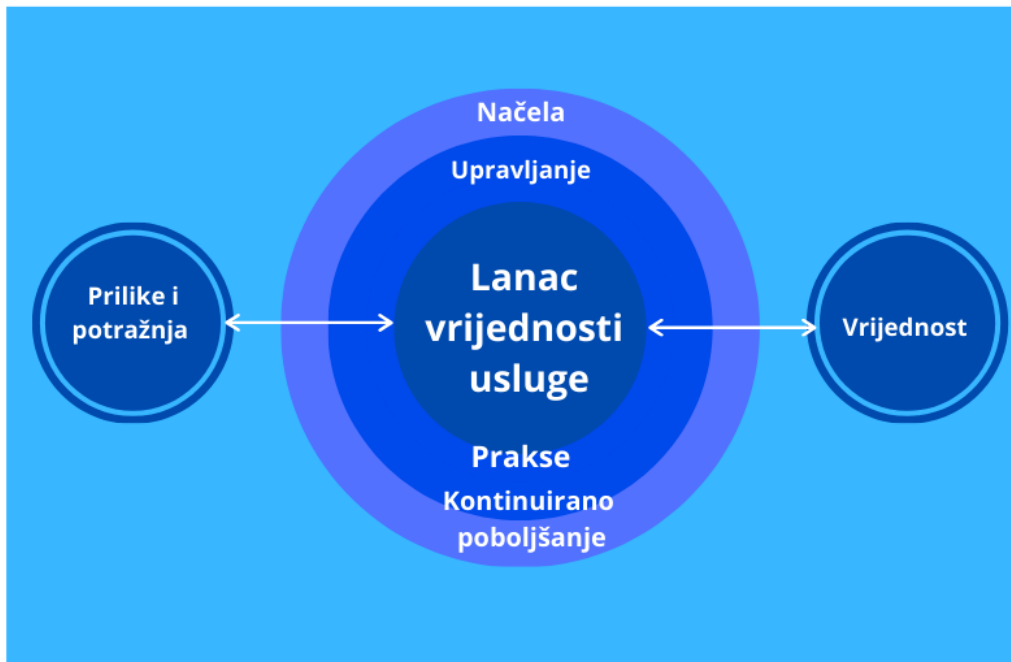 Načela
Upravljanje
Prilike i
potražnja
Lanac
vrijednosti
usluge
Vrijednost
Prakse
Kontinuirano
poboljšanje